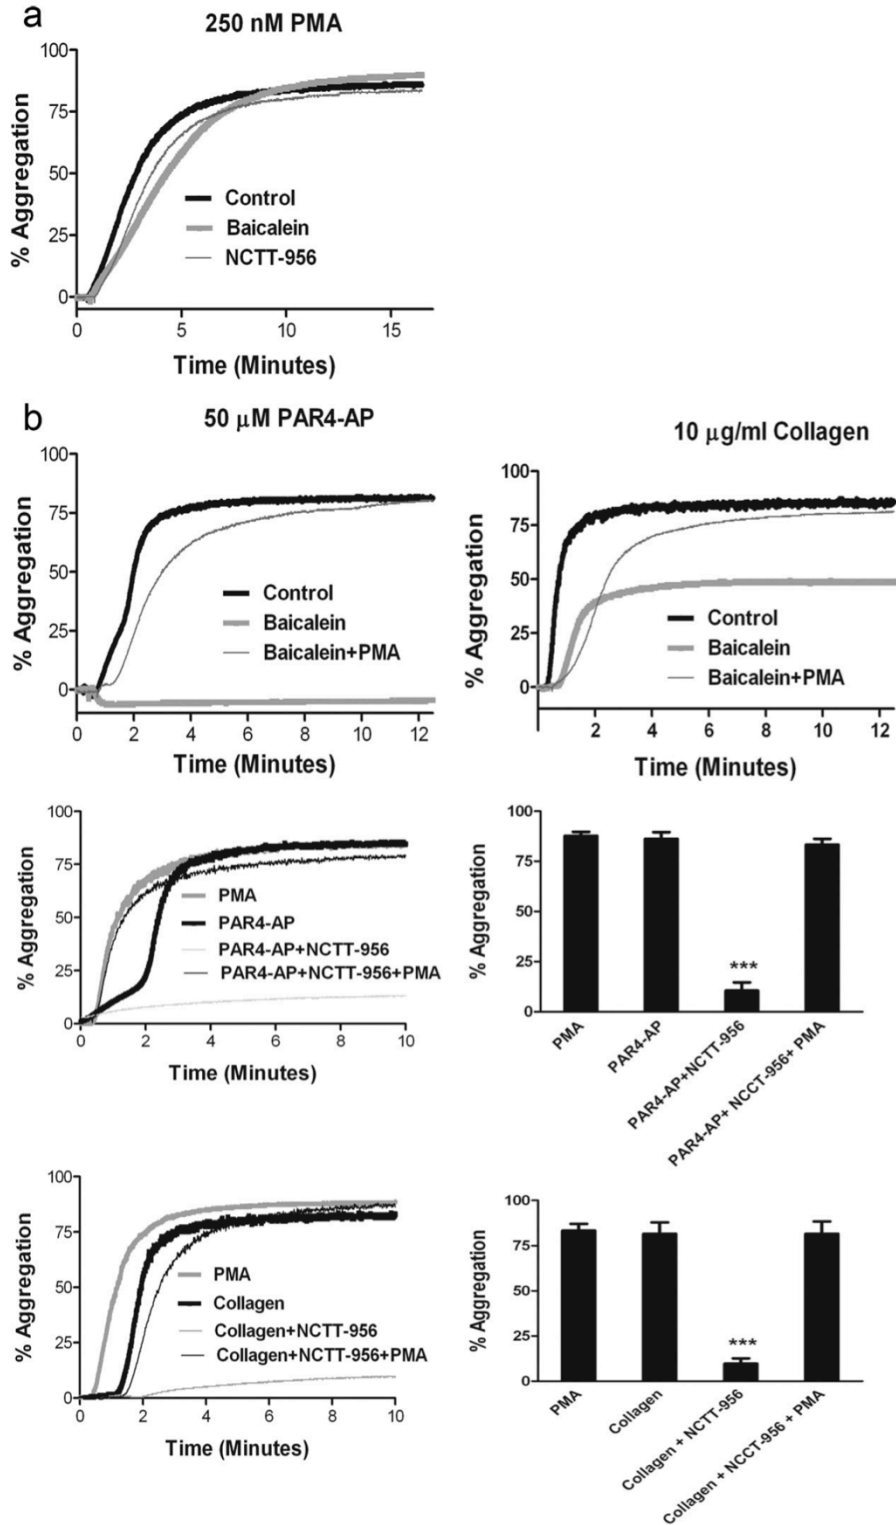 a
250 nM PMA
100
75
50
25
0
% Aggregation
Control
Baicalein
NCTT-956
0 5 10 15
Time (Minutes)
b
50 μM PAR4-AP
100
75
50
25
0
% Aggregation
Control
Baicalein
Baicalein+PMA
0 2 4 6 8 10 12
Time (Minutes)
10 μg/ml Collagen
100
75
50
25
0
% Aggregation
Control
Baicalein
Baicalein+PMA
2 4 6 8 10 12
Time (Minutes)
100
75
50
25
0
% Aggregation
PMA
PAR4-AP
PAR4-AP+NCTT-956
PAR4-AP+NCTT-956+PMA
0 2 4 6 8 10
Time (Minutes)
100
75
50
25
0
% Aggregation
***
PMA
PAR4-AP
PAR4-AP+NCTT-956
PAR4-AP+ NCCT-956+ PMA
100
75
50
25
0
% Aggregation
PMA
Collagen
Collagen+NCTT-956
Collagen+NCTT-956+PMA
0 2 4 6 8 10
Time (Minutes)
100
75
50
25
0
% Aggregation
***
PMA
Collagen
Collagen + NCTT-956
Collagen + NCCT-956 + PMA